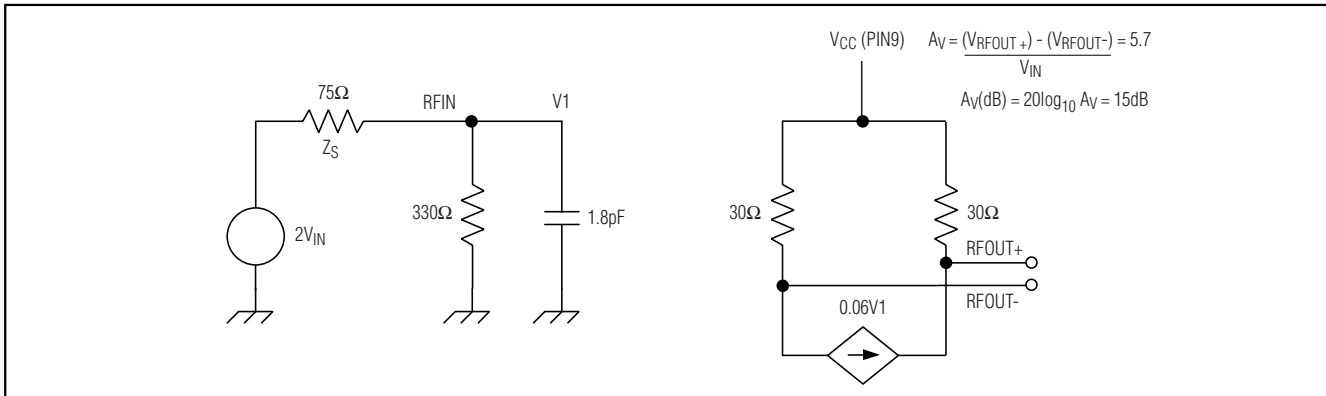 75Ω
ZS
RFIN
V1
2VIN
330Ω
1.8pF
VCC (PIN9)
AV = (VRFOUT +) - (VRFOUT-) = 5.7
VIN
AV(dB) = 20log10 AV = 15dB
30Ω
30Ω
RFOUT+
RFOUT-
0.06V1